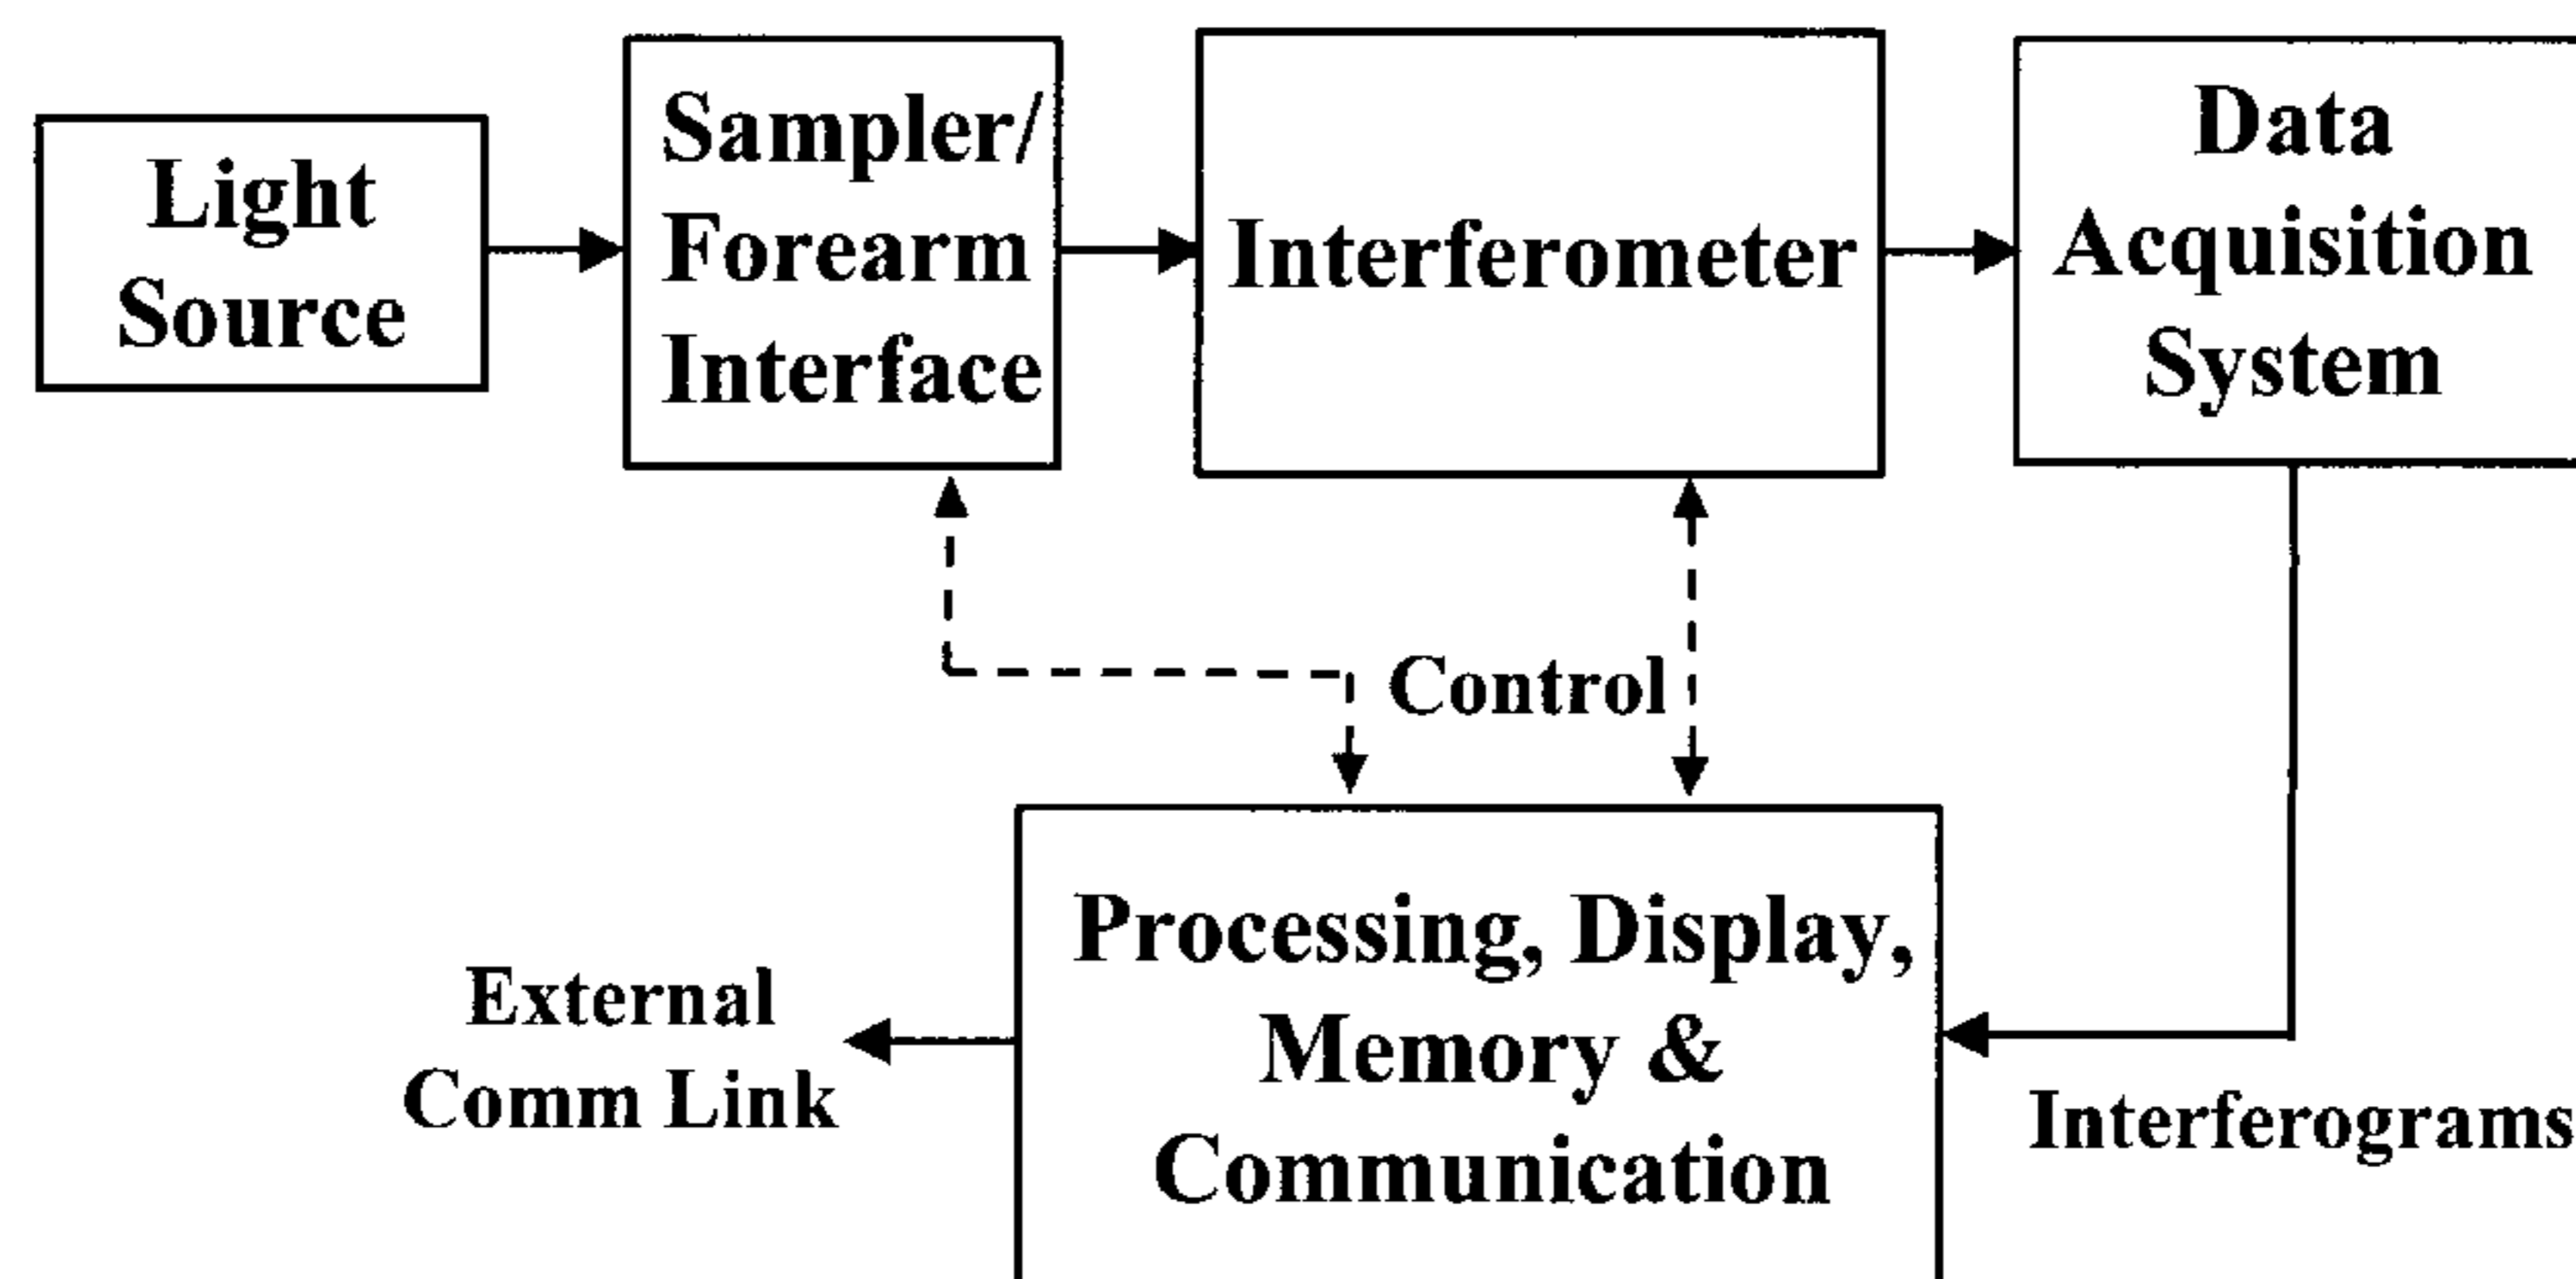 Light
Source
Sampler/
Forearm
Interface
Interferometer
Data
Acquisition
System
Control
Processing, Display,
Memory &
Communication
External
Comm Link
Interferograms